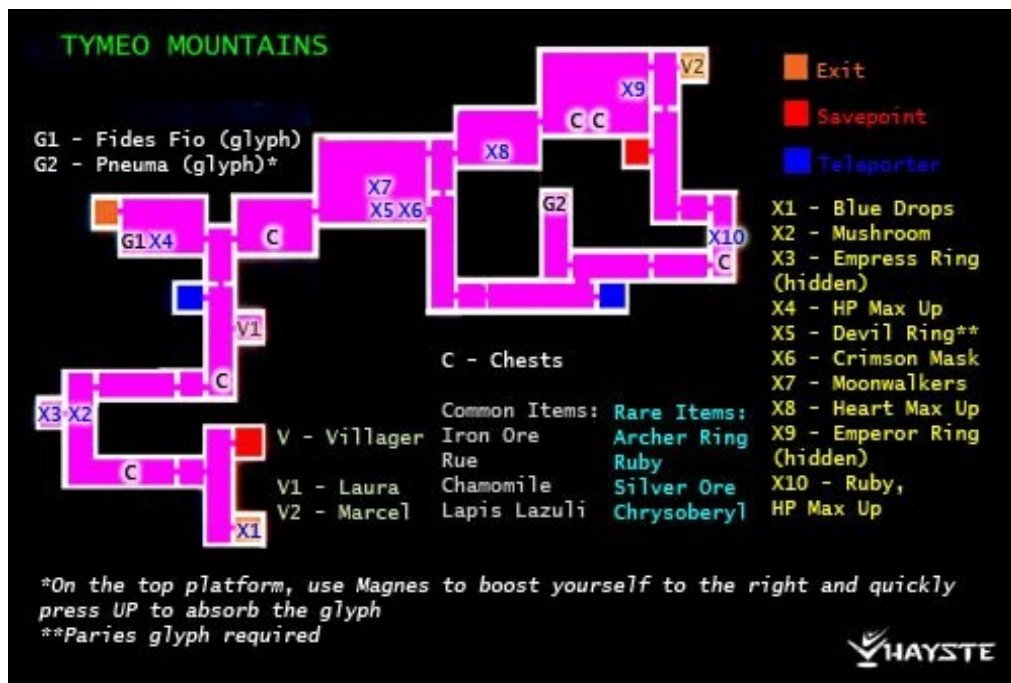 TYMEO MOUNTAINS
G1 - Fides Fio (glyph)
G2 - Pneuma (glyph)*
Exit
Savepoint
Teleporter
V2
X9
C C
X8
X7
X5 X6
G2
G1 X4
C
X10
C
V1
C
X3 X2
C
X1
X1 - Blue Drops
X2 - Mushroom
X3 - Empress Ring
(hidden)
X4 - HP Max Up
X5 - Devil Ring**
X6 - Crimson Mask
X7 - Moonwalkers
X8 - Heart Max Up
X9 - Emperor Ring
(hidden)
X10 - Ruby,
HP Max Up
C - Chests
V - Villager
V1 - Laura
V2 - Marcel
Common Items:
Iron Ore
Rue
Chamomile
Lapis Lazuli
Rare Items:
Archer Ring
Ruby
Silver Ore
Chrysoberyl
*On the top platform, use Magnes to boost yourself to the right and quickly
press UP to absorb the glyph
**Paries glyph required
HAYSTE